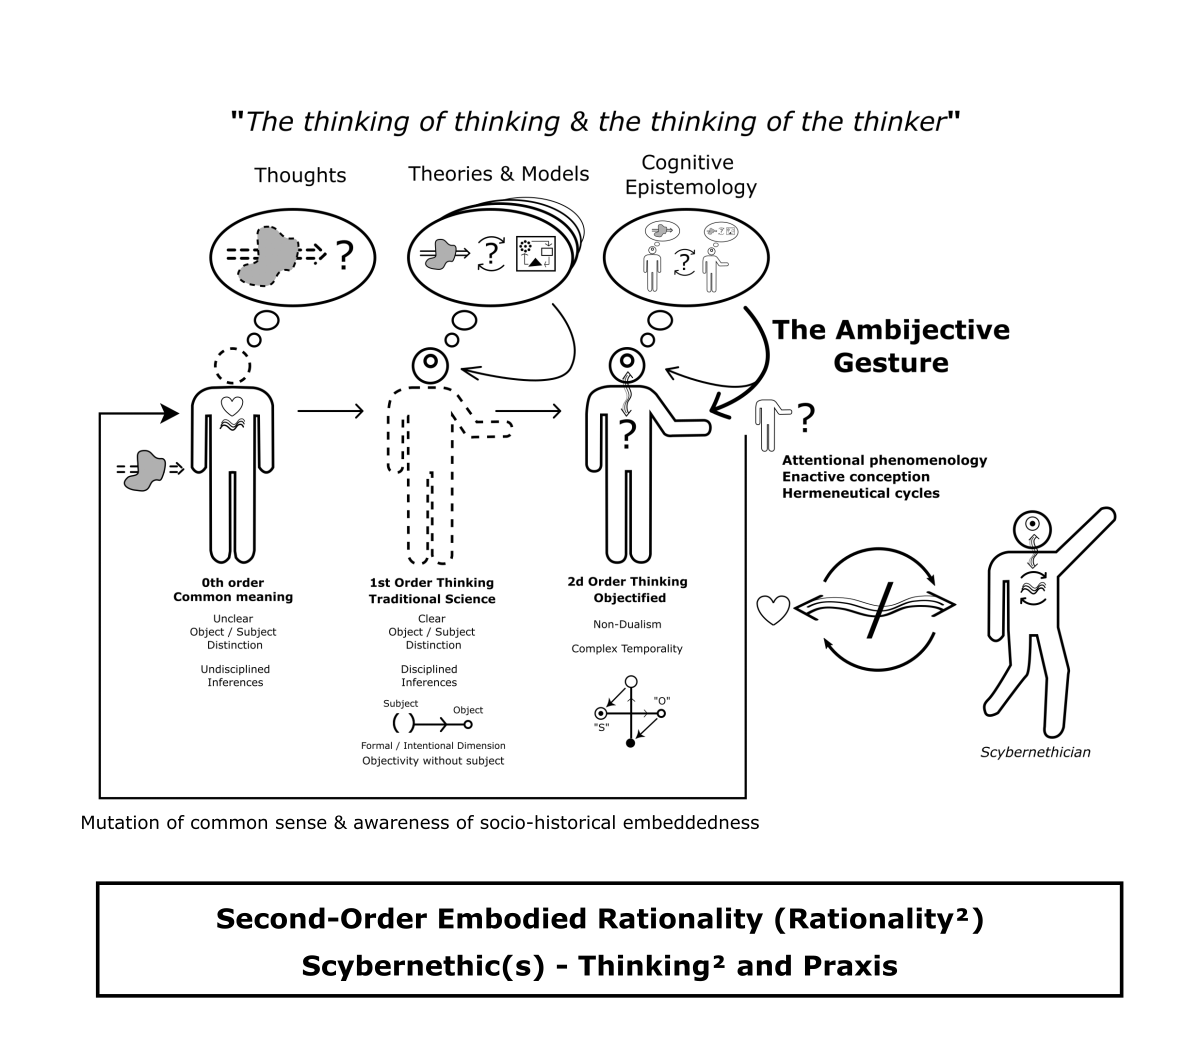 "The thinking of thinking & the thinking of the thinker"
Thoughts
Theories & Models
Cognitive
Epistemology
?
?
?
The Ambijective
Gesture
?
?
Attentional phenomenology
Enactive conception
Hermeneutical cycles
0th order
Common meaning
Unclear
Object / Subject
Distinction
Undisciplined
Inferences
1st Order Thinking
Traditional Science
Clear
Object / Subject
Distinction
Disciplined
Inferences
Subject
Object
Formal / Intentional Dimension
Objectivity without subject
2d Order Thinking
Objectified
Non-Dualism
Complex Temporality
"O"
"S"
Scybernethician
Mutation of common sense & awareness of socio-historical embeddedness
Second-Order Embodied Rationality (Rationality²)
Scybernethic(s) - Thinking² and Praxis